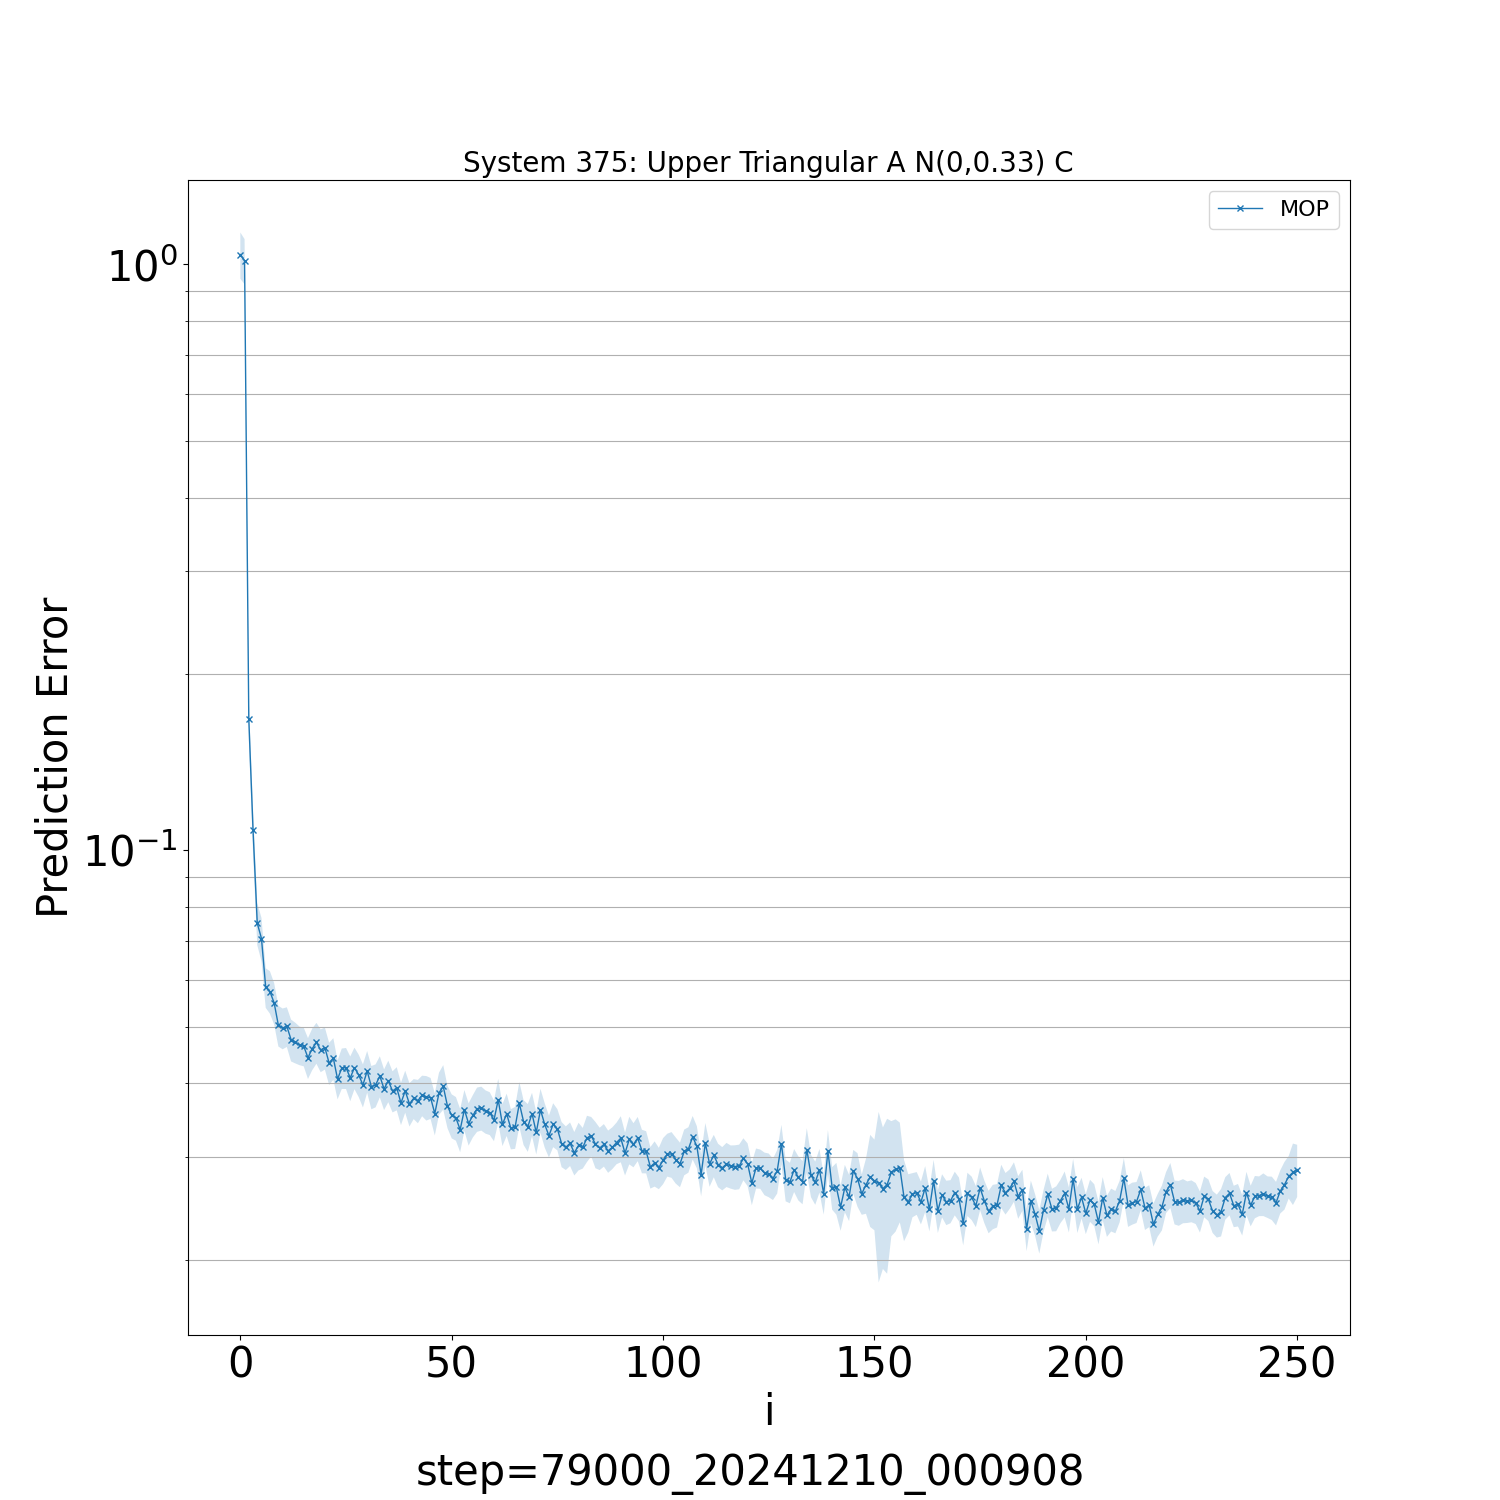 System 375: Upper Triangular A N(0,0.33) C
MOP
10⁰
10⁻¹
Prediction Error
0 50 100 150 200 250
i
step=79000_20241210_000908